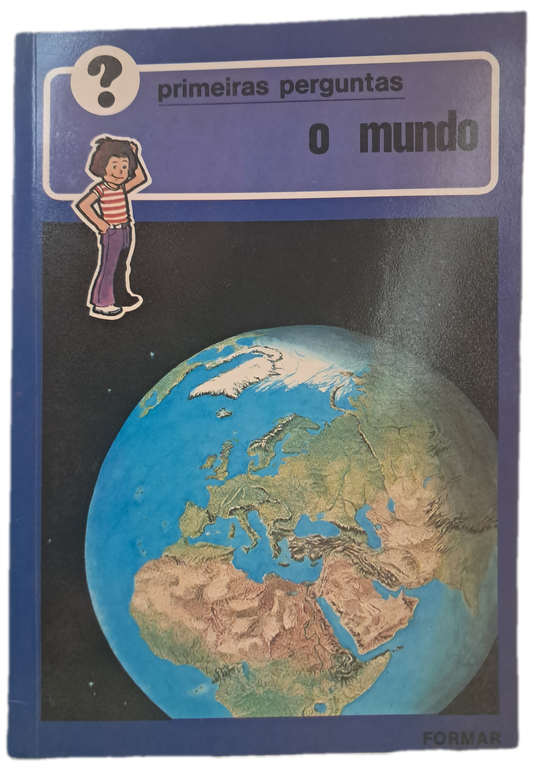 ?
primeiras perguntas
o mundo
FORMAR